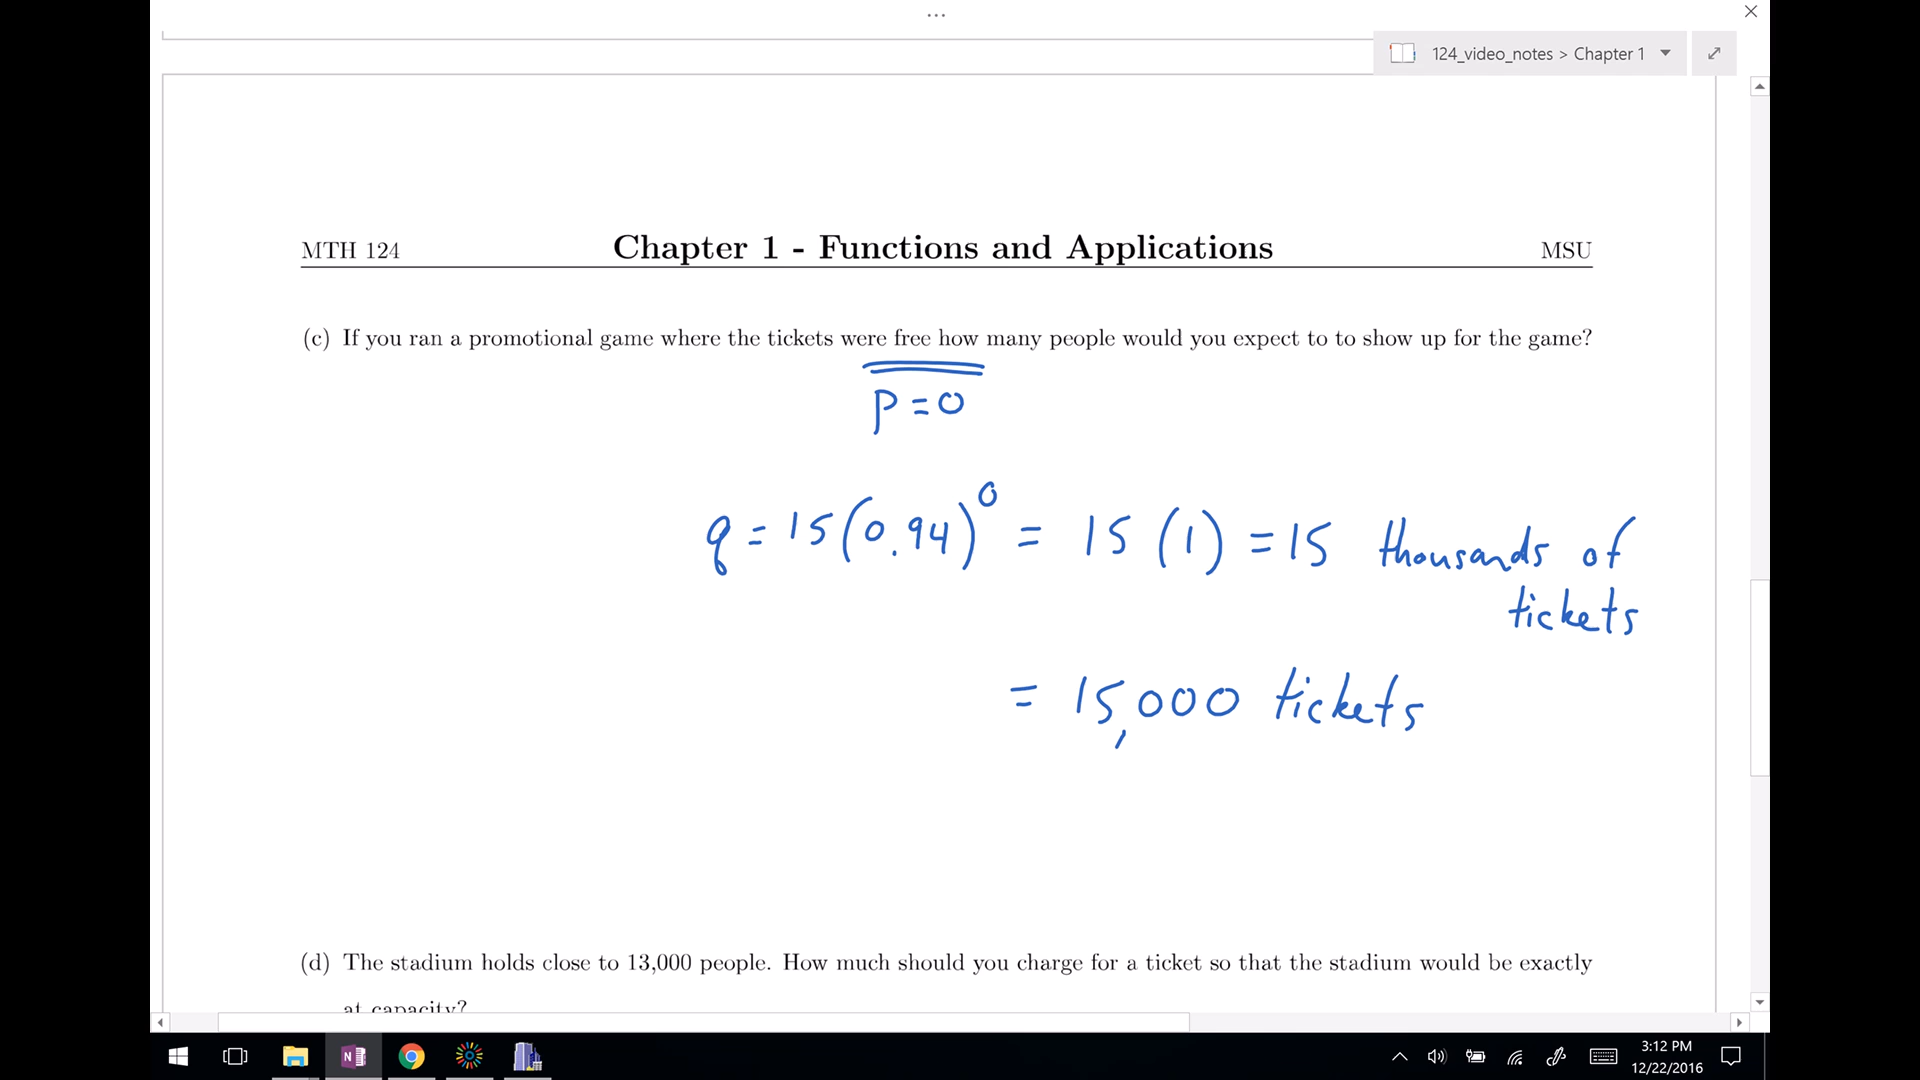 ...
124_video_notes > Chapter 1
MTH 124 Chapter 1 - Functions and Applications MSU
(c) If you ran a promotional game where the tickets were free how many people would you expect to to show up for the game?
p = 0
q = 15(0.94)^0 = 15 (1) = 15 thousands of
tickets
= 15,000 tickets
(d) The stadium holds close to 13,000 people. How much should you charge for a ticket so that the stadium would be exactly
at capacity?
N
3:12 PM
12/22/2016